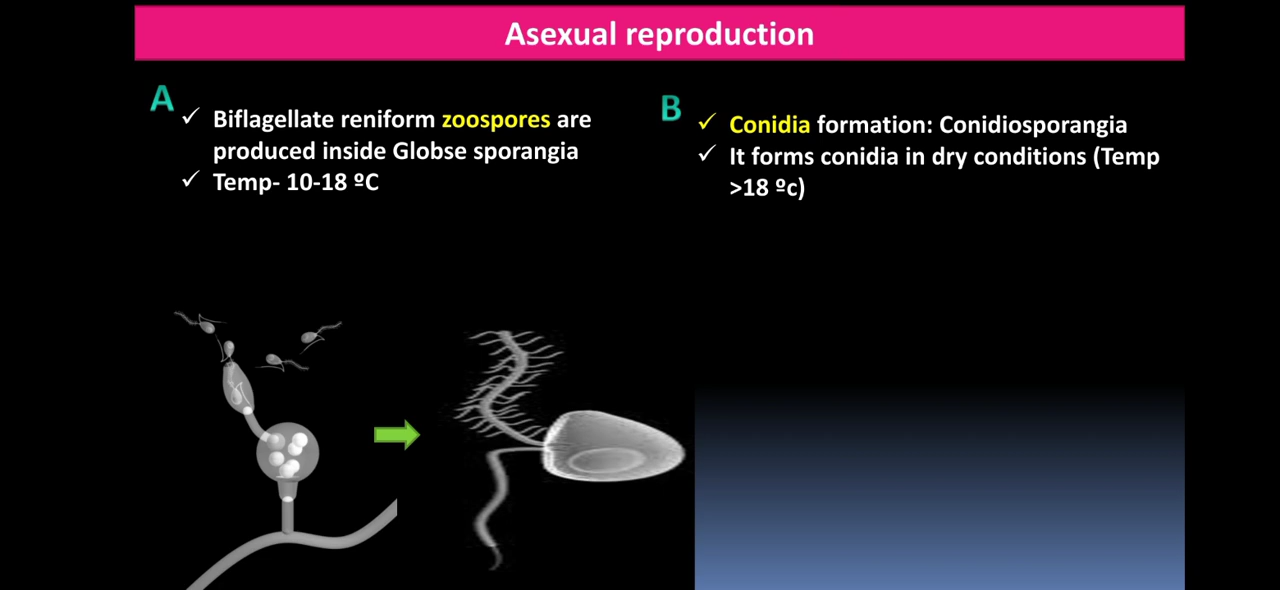 Asexual reproduction
A
✓ Biflagellate reniform zoospores are
produced inside Globse sporangia
✓ Temp- 10-18 ºC
B
✓ Conidia formation: Conidiosporangia
✓ It forms conidia in dry conditions (Temp
>18 ºc)